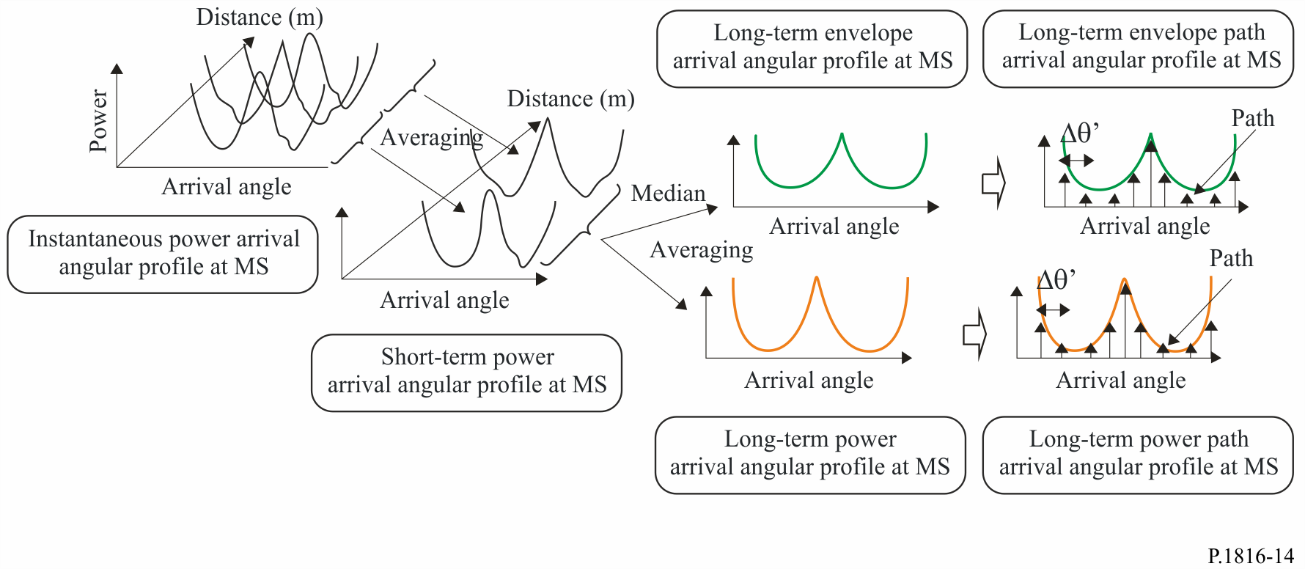 Distance (m)
Power
Arrival angle
Instantaneous power arrival
angular profile at MS
Averaging
Distance (m)
Arrival angle
Short-term power
arrival angular profile at MS
Median
Averaging
Long-term envelope
arrival angular profile at MS
Arrival angle
Long-term envelope path
arrival angular profile at MS
Δθ’
Path
Arrival angle
Arrival angle
Long-term power
arrival angular profile at MS
Δθ’
Path
Arrival angle
Long-term power path
arrival angular profile at MS
P.1816-14